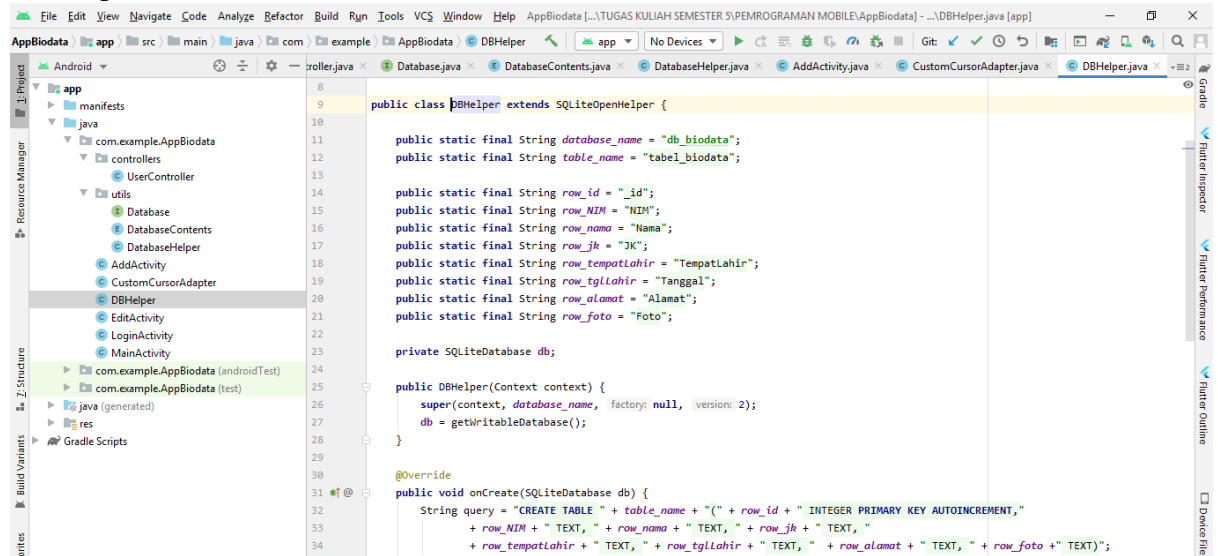 File Edit View Navigate Code Analyze Refactor Build Run Tools VCS Window Help AppBiodata [...\TUGAS KULIAH SEMESTER 5\PEMROGRAMAN MOBILE\AppBiodata] - ...\DBHelper.java [app]
AppBiodata app src main java com example AppBiodata DBHelper app No Devices Git:
Android
troller.java Database.java DatabaseContents.java DatabaseHelper.java AddActivity.java CustomCursorAdapter.java DBHelper.java 2
1: Project
Resource Manager
7: Structure
Build Variants
orites
app
manifests
java
com.example.AppBiodata
controllers
UserController
utils
Database
DatabaseContents
DatabaseHelper
AddActivity
CustomCursorAdapter
DBHelper
EditActivity
LoginActivity
MainActivity
com.example.AppBiodata (androidTest)
com.example.AppBiodata (test)
java (generated)
res
Gradle Scripts
8
9 public class DBHelper extends SQLiteOpenHelper {
10
11 public static final String database_name = "db_biodata";
12 public static final String table_name = "tabel_biodata";
13
14 public static final String row_id = "_id";
15 public static final String row_NIM = "NIM";
16 public static final String row_nama = "Nama";
17 public static final String row_jk = "JK";
18 public static final String row_tempatLahir = "TempatLahir";
19 public static final String row_tglLahir = "Tanggal";
20 public static final String row_alamat = "Alamat";
21 public static final String row_foto = "Foto";
22
23 private SQLiteDatabase db;
24
25 public DBHelper(Context context) {
26 super(context, database_name, factory: null, version: 2);
27 db = getWritableDatabase();
28 }
29
30 @Override
31 @ public void onCreate(SQLiteDatabase db) {
32 String query = "CREATE TABLE " + table_name + "(" + row_id + " INTEGER PRIMARY KEY AUTOINCREMENT,"
33 + row_NIM + " TEXT, " + row_nama + " TEXT, " + row_jk + " TEXT, "
34 + row_tempatLahir + " TEXT, " + row_tglLahir + " TEXT, " + row_alamat + " TEXT, " + row_foto +" TEXT)";
Gradle
Flutter Inspector
Flutter Performance
Flutter Outline
Device File